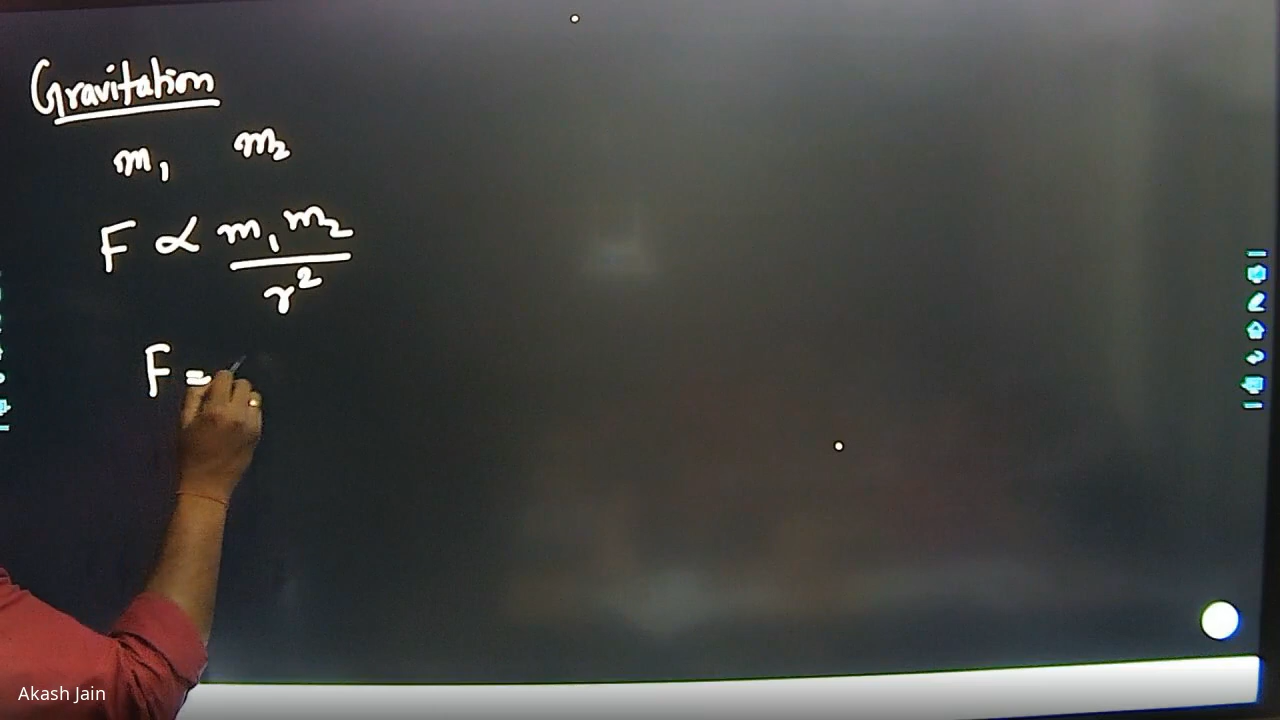 Gravitation
m₁ m₂
F ∝ m₁m₂
r²
F =
Akash Jain